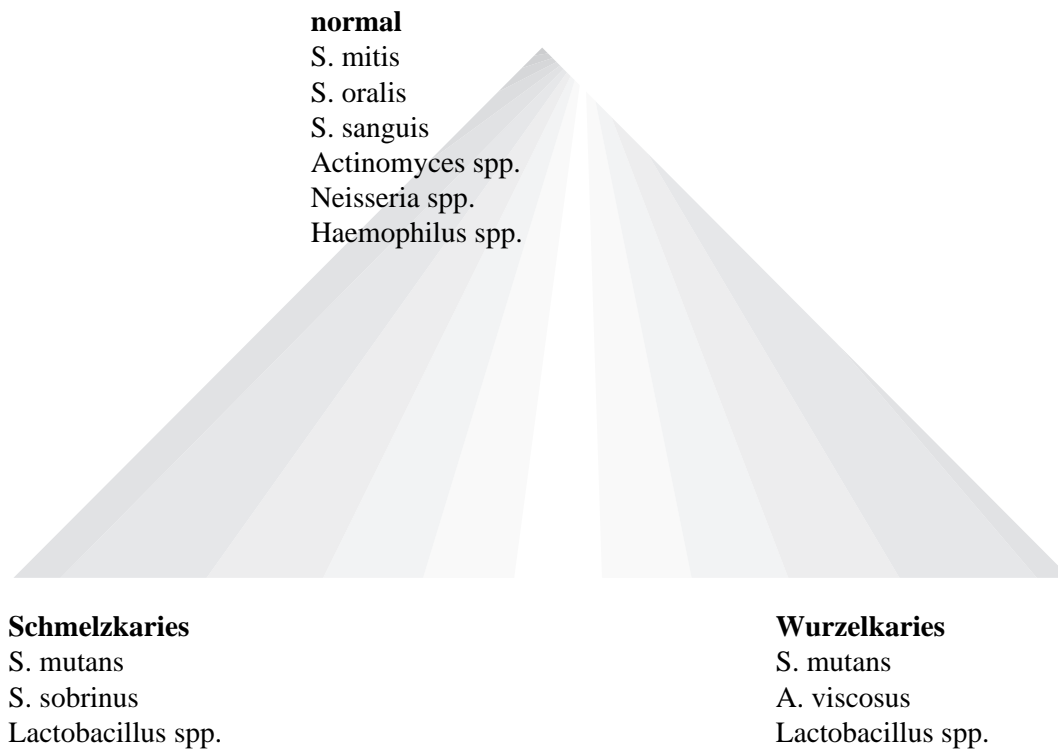 normal
S. mitis
S. oralis
S. sanguis
Actinomyces spp.
Neisseria spp.
Haemophilus spp.
Schmelzkaries
S. mutans
S. sobrinus
Lactobacillus spp.
Wurzelkaries
S. mutans
A. viscosus
Lactobacillus spp.